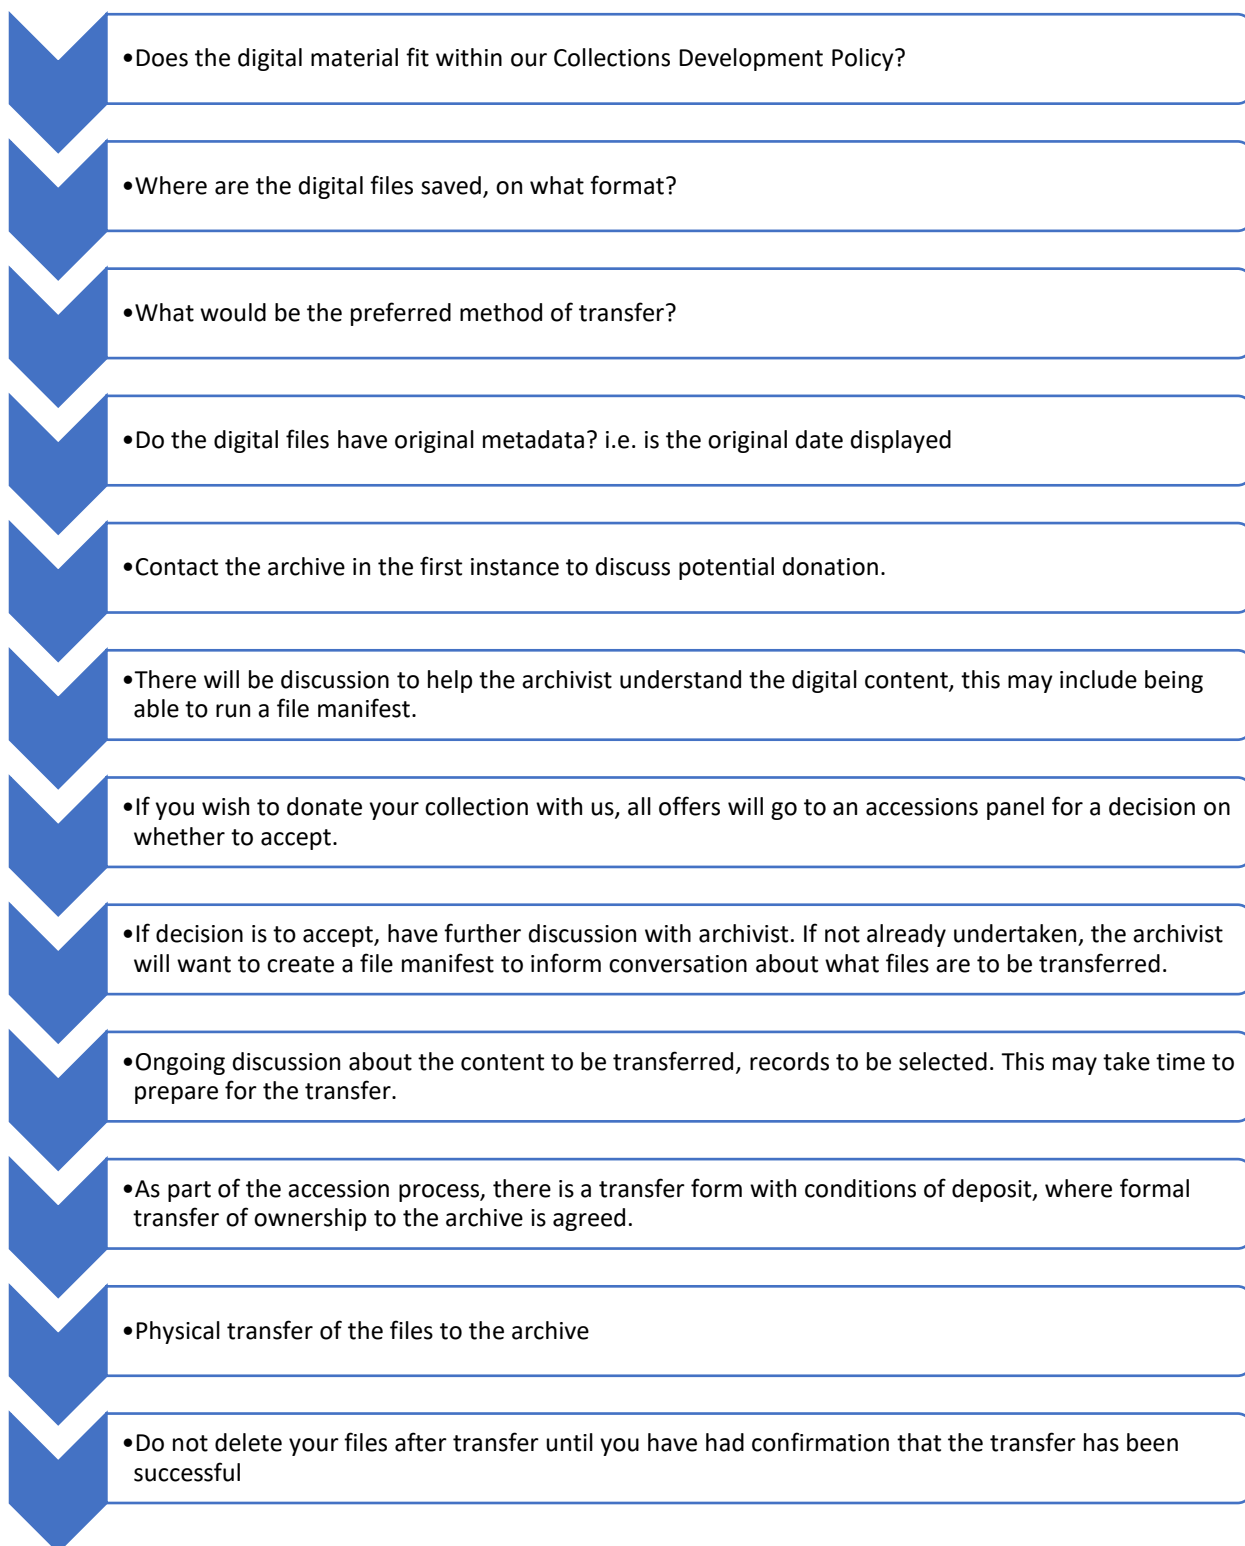 •Does the digital material fit within our Collections Development Policy?
•Where are the digital files saved, on what format?
•What would be the preferred method of transfer?
•Do the digital files have original metadata? i.e. is the original date displayed
•Contact the archive in the first instance to discuss potential donation.
•There will be discussion to help the archivist understand the digital content, this may include being
able to run a file manifest.
•If you wish to donate your collection with us, all offers will go to an accessions panel for a decision on
whether to accept.
•If decision is to accept, have further discussion with archivist. If not already undertaken, the archivist
will want to create a file manifest to inform conversation about what files are to be transferred.
•Ongoing discussion about the content to be transferred, records to be selected. This may take time to
prepare for the transfer.
•As part of the accession process, there is a transfer form with conditions of deposit, where formal
transfer of ownership to the archive is agreed.
•Physical transfer of the files to the archive
•Do not delete your files after transfer until you have had confirmation that the transfer has been
successful